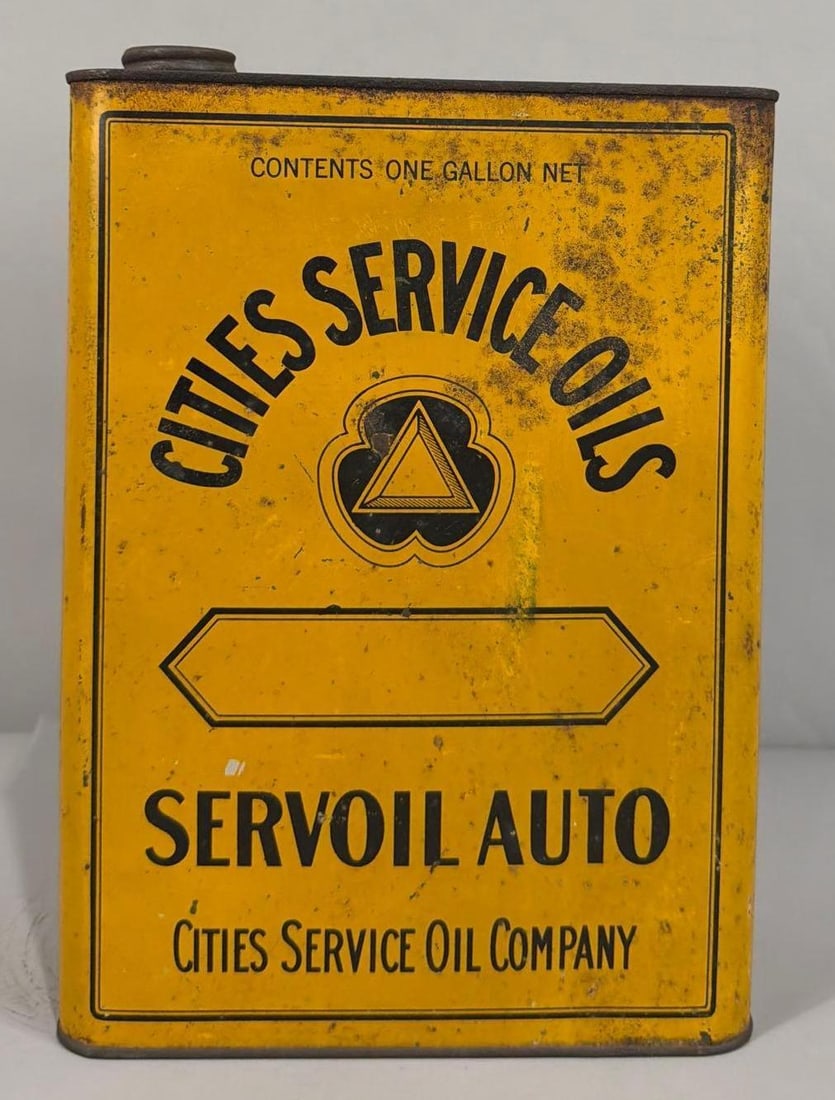 CONTENTS ONE GALLON NET
CITIES SERVICE OILS
SERVOIL AUTO
CITIES SERVICE OIL COMPANY